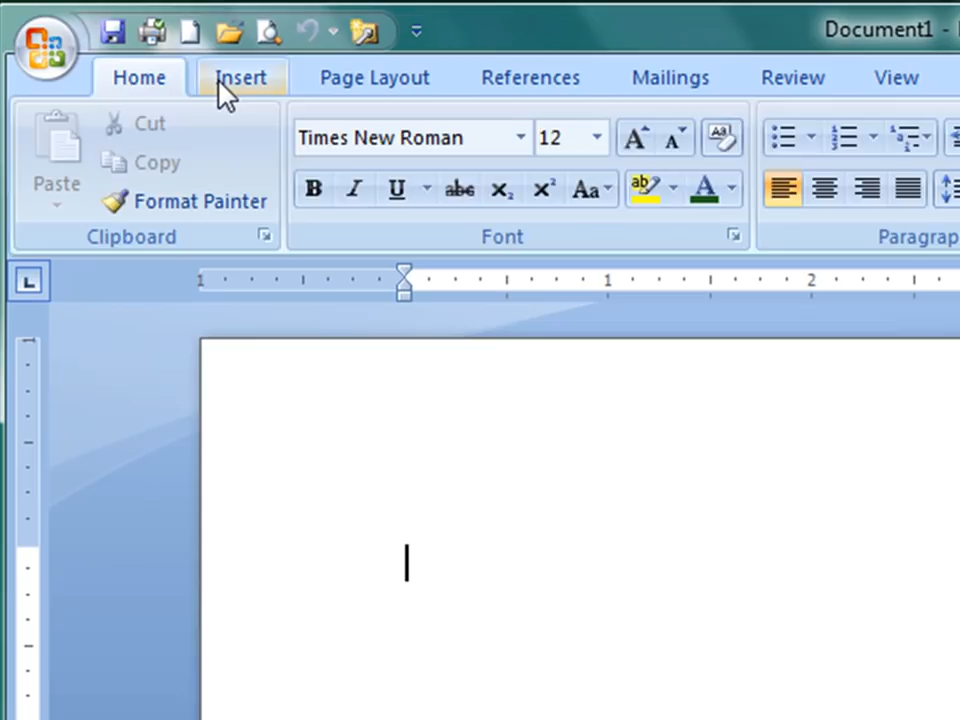 Document1 -
Home Insert Page Layout References Mailings Review View
Cut
Copy
Paste
Format Painter
Clipboard
Times New Roman 12
B I U abc x₂ x² Aa ab A
Font
Paragrap
L 1 1 2
1